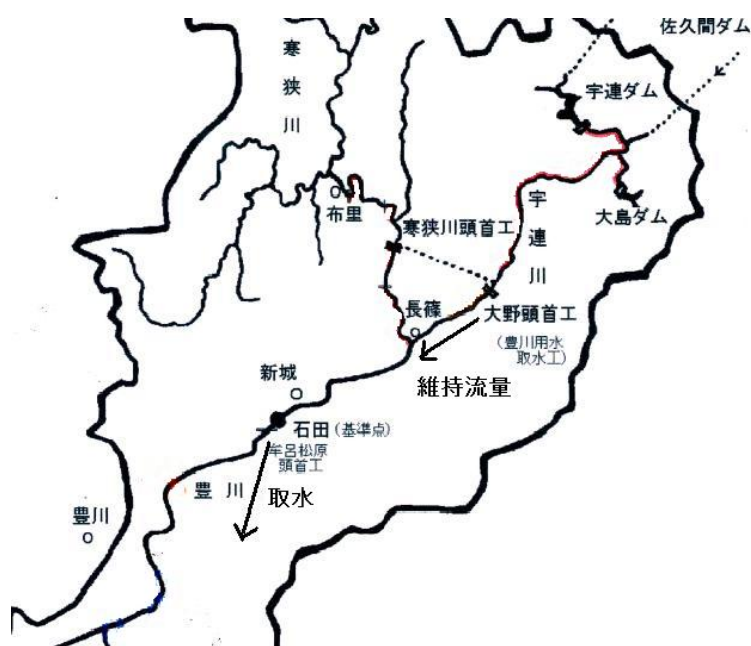 佐久間ダム
寒狭川
宇連ダム
布里
宇連川
大島ダム
寒狭川頭首工
長篠
大野頭首工
(豊川用水
取水工)
維持流量
新城
石田(基準点)
牟呂松原
頭首工
豊川
取水
豊川